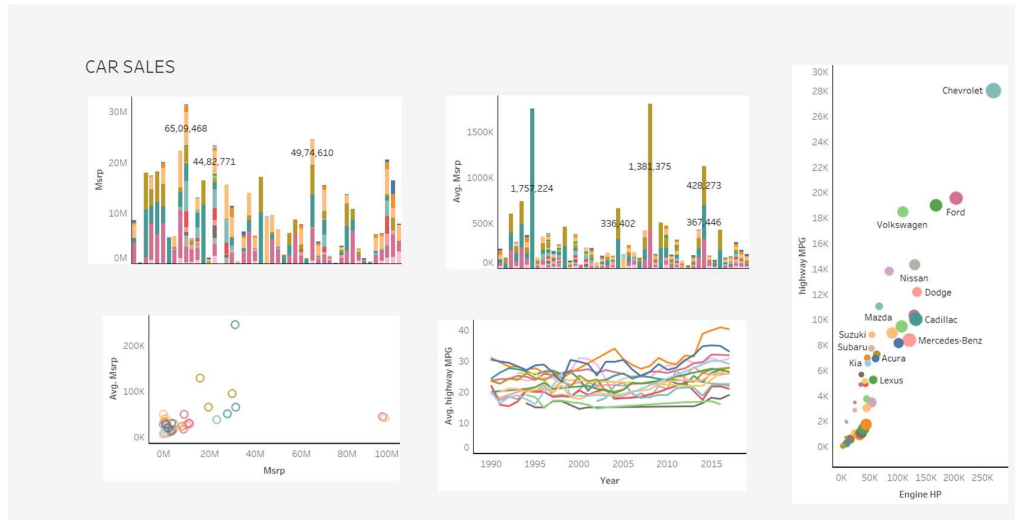 CAR SALES
30M
20M
10M
0M
Msrp
65,09,468
44,82,771
49,74,610
1500K
1000K
500K
0K
Avg. Msrp
1,757,224
336,402
1,381,375
428,273
367,446
200K
100K
0K
Avg. Msrp
0M 20M 40M 60M 80M 100M
Msrp
40
30
20
10
0
Avg. highway MPG
1990 1995 2000 2005 2010 2015
Year
30K
28K
26K
24K
22K
20K
18K
16K
14K
12K
10K
8K
6K
4K
2K
0K
highway MPG
Chevrolet
Ford
Volkswagen
Nissan
Dodge
Mazda
Cadillac
Suzuki
Mercedes-Benz
Subaru
Acura
Kia
Lexus
0K 50K 100K 150K 200K 250K
Engine HP